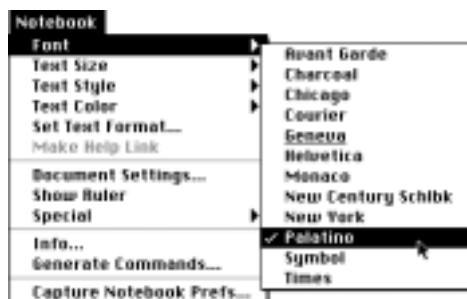 Notebook
Font
Text Size
Text Style
Text Color
Set Text Format...
Make Help Link
Document Settings...
Show Ruler
Special
Info...
Generate Commands...
Capture Notebook Prefs...
Avant Garde
Charcoal
Chicago
Courier
Geneva
Helvetica
Monaco
New Century Schlbk
New York
✓ Palatino
Symbol
Times